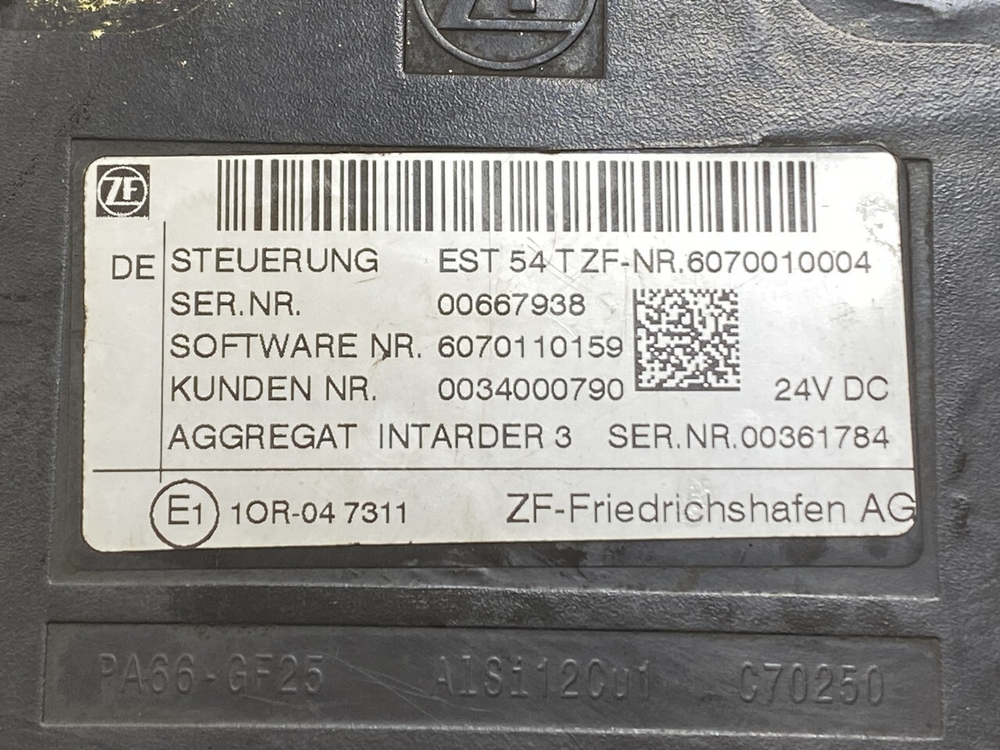 ZF
ZF
DE STEUERUNG EST 54 T ZF-NR.6070010004
SER.NR. 00667938
SOFTWARE NR. 6070110159
KUNDEN NR. 0034000790 24V DC
AGGREGAT INTARDER 3 SER.NR.00361784
E1 10R-04 7311 ZF-Friedrichshafen AG
PA66-GF25 AlSi12Cu1 C70250